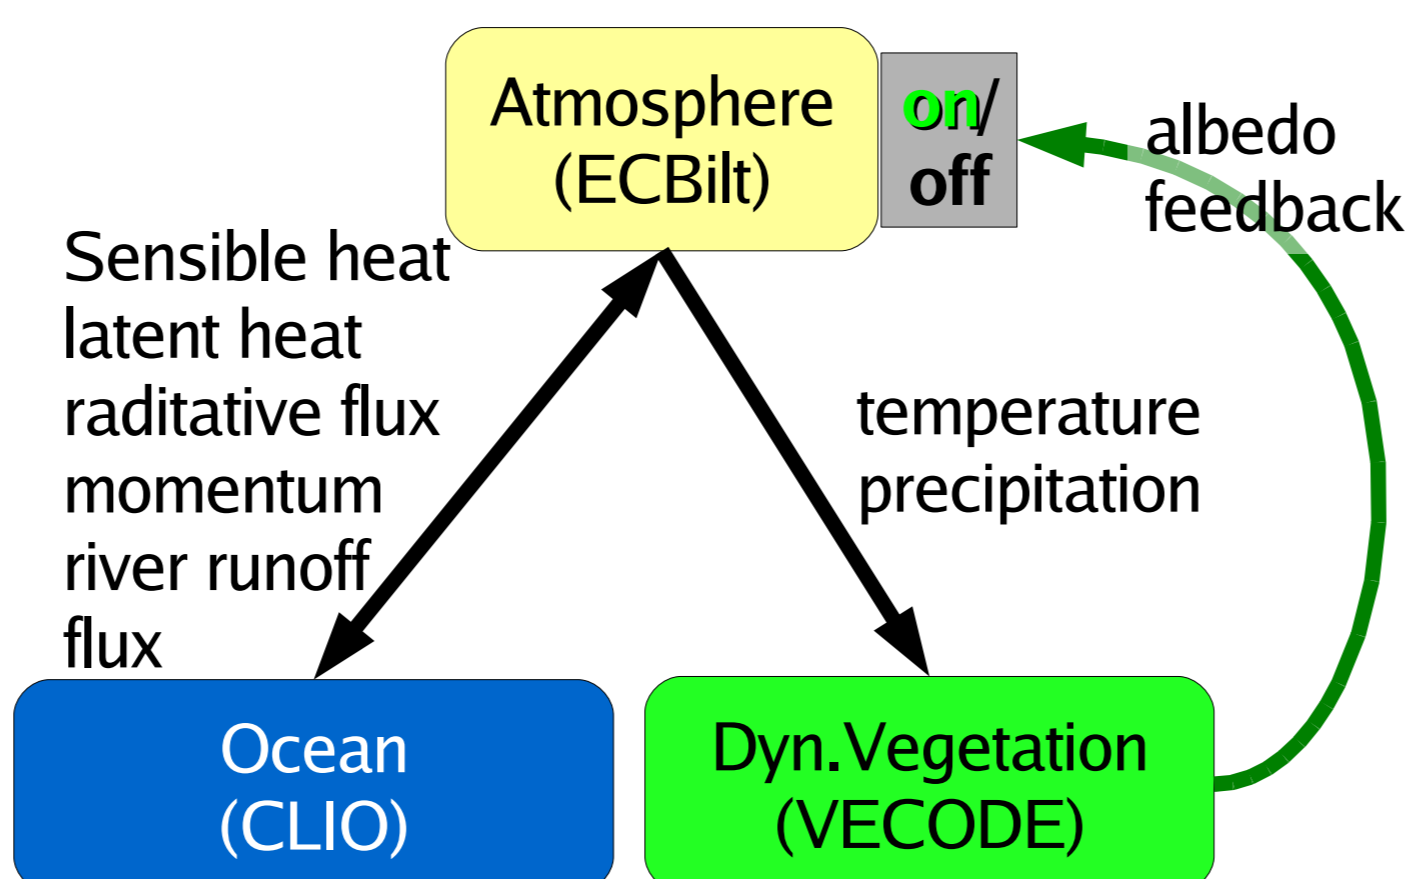 Atmosphere
(ECBilt)
on/
off
albedo
feedback
Sensible heat
latent heat
raditative flux
momentum
river runoff
flux
temperature
precipitation
Ocean
(CLIO)
Dyn.Vegetation
(VECODE)